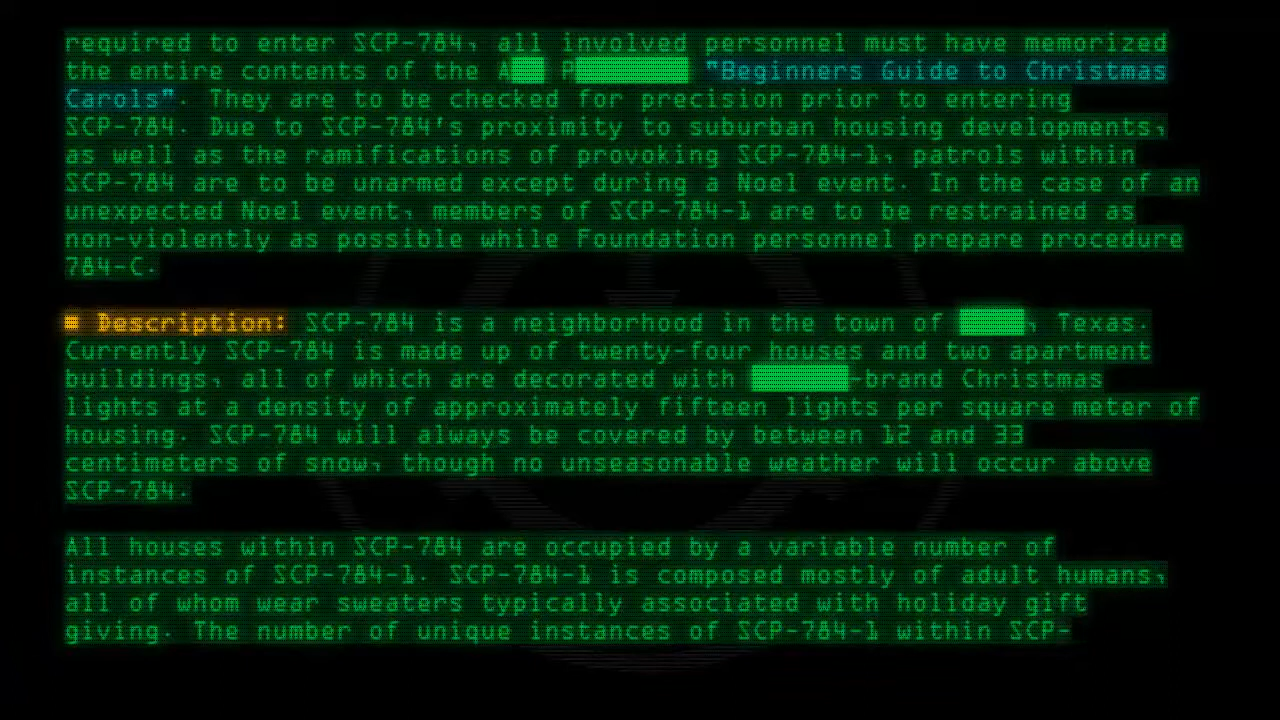 required to enter SCP-784, all involved personnel must have memorized
the entire contents of the A██ P███████ "Beginners Guide to Christmas
Carols". They are to be checked for precision prior to entering
SCP-784. Due to SCP-784's proximity to suburban housing developments,
as well as the ramifications of provoking SCP-784-1, patrols within
SCP-784 are to be unarmed except during a Noel event. In the case of an
unexpected Noel event, members of SCP-784-1 are to be restrained as
non-violently as possible while Foundation personnel prepare procedure
784-C.
■ Description: SCP-784 is a neighborhood in the town of ████, Texas.
Currently SCP-784 is made up of twenty-four houses and two apartment
buildings, all of which are decorated with ██████-brand Christmas
lights at a density of approximately fifteen lights per square meter of
housing. SCP-784 will always be covered by between 12 and 33
centimeters of snow, though no unseasonable weather will occur above
SCP-784.
All houses within SCP-784 are occupied by a variable number of
instances of SCP-784-1. SCP-784-1 is composed mostly of adult humans,
all of whom wear sweaters typically associated with holiday gift
giving. The number of unique instances of SCP-784-1 within SCP-